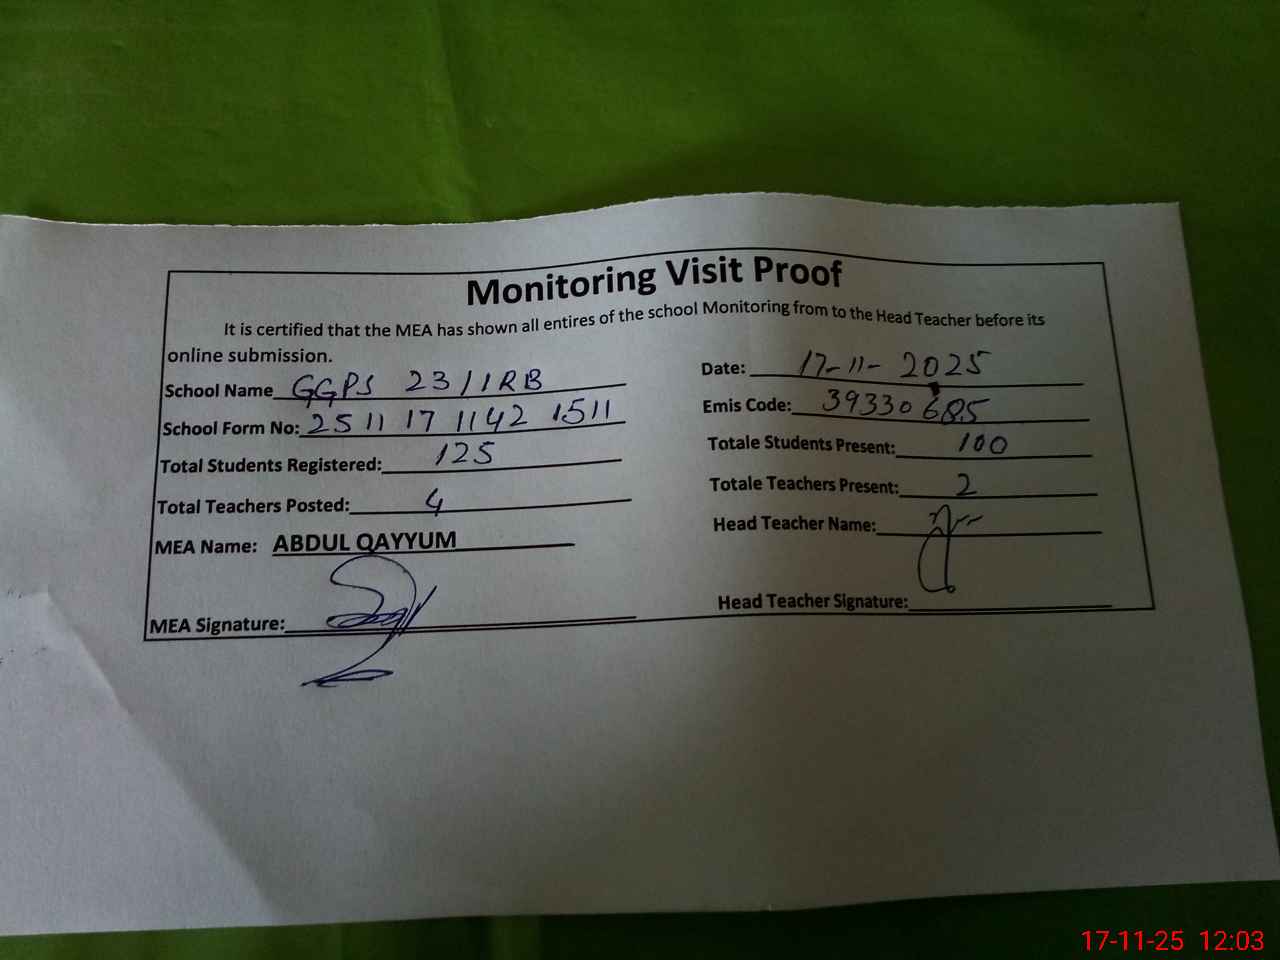 Monitoring Visit Proof
It is certified that the MEA has shown all entires of the school Monitoring from to the Head Teacher before its
online submission.
School Name GGPS 23/1RB
Date: 17-11-2025
School Form No: 2511 17 1142 1511
Emis Code: 39330685
Total Students Registered: 125
Totale Students Present: 100
Total Teachers Posted: 4
Totale Teachers Present: 2
MEA Name: ABDUL QAYYUM
Head Teacher Name:
MEA Signature:
Head Teacher Signature:
17-11-25 12:03